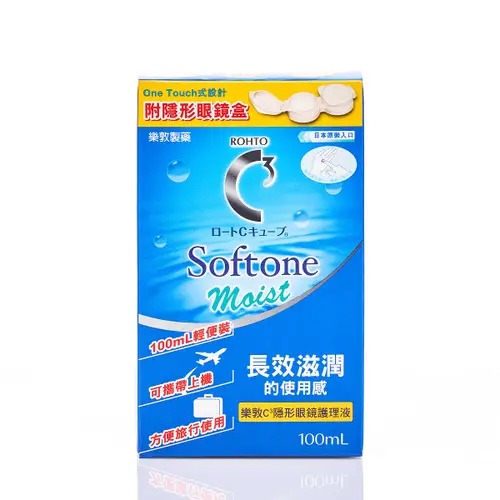 One Touch式設計
附隱形眼鏡盒
樂敦製藥
日本原裝入口
ROHTO
C³
ロートCキューブ®
Softone
moist
100mL輕便裝
可攜帶上機
方便旅行使用
長效滋潤
的使用感
樂敦C³隱形眼鏡護理液
100mL